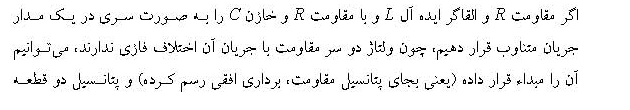 اگر مقاومت R و القاگر ایده آل L و با مقاومت R و خازن C را به صورت سری در یک مدار
جریان متناوب قرار دهیم، چون ولتاژ دو سر مقاومت با جریان آن اختلاف فازی ندارند، می‌توانیم
آن را مبداء قرار داده (یعنی بجای پتانسیل مقاومت، برداری افقی رسم کرده) و پتانسیل دو قطعه